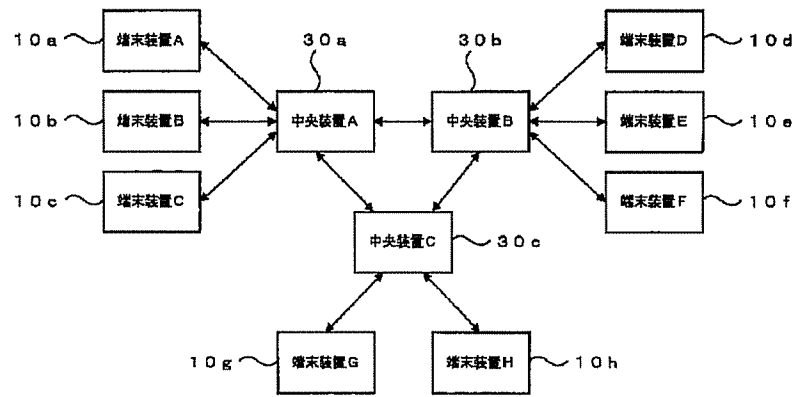 30a 30b
10a 端末装置A 端末装置D 10d
10b 端末装置B 中央装置A 中央装置B 端末装置E 10e
10c 端末装置C 端末装置F 10f
中央装置C 30c
10g 端末装置G 端末装置H 10h